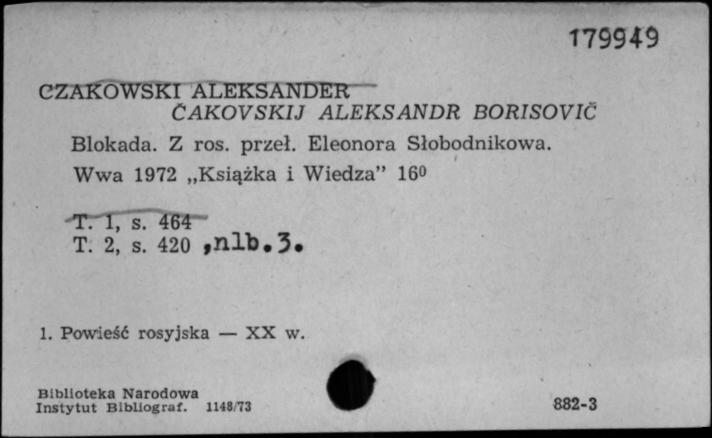 179949
CZAKOWSKI ALEKSANDER
ČAKOVSKIJ ALEKSANDR BORISOVIČ
Blokada. Z ros. przeł. Eleonora Słobodnikowa.
Wwa 1972 „Książka i Wiedza” 16⁰
T. 1, s. 464
T. 2, s. 420 ,nlb.3.
1. Powieść rosyjska — XX w.
Biblioteka Narodowa
Instytut Bibliograf. 1148/73
882-3